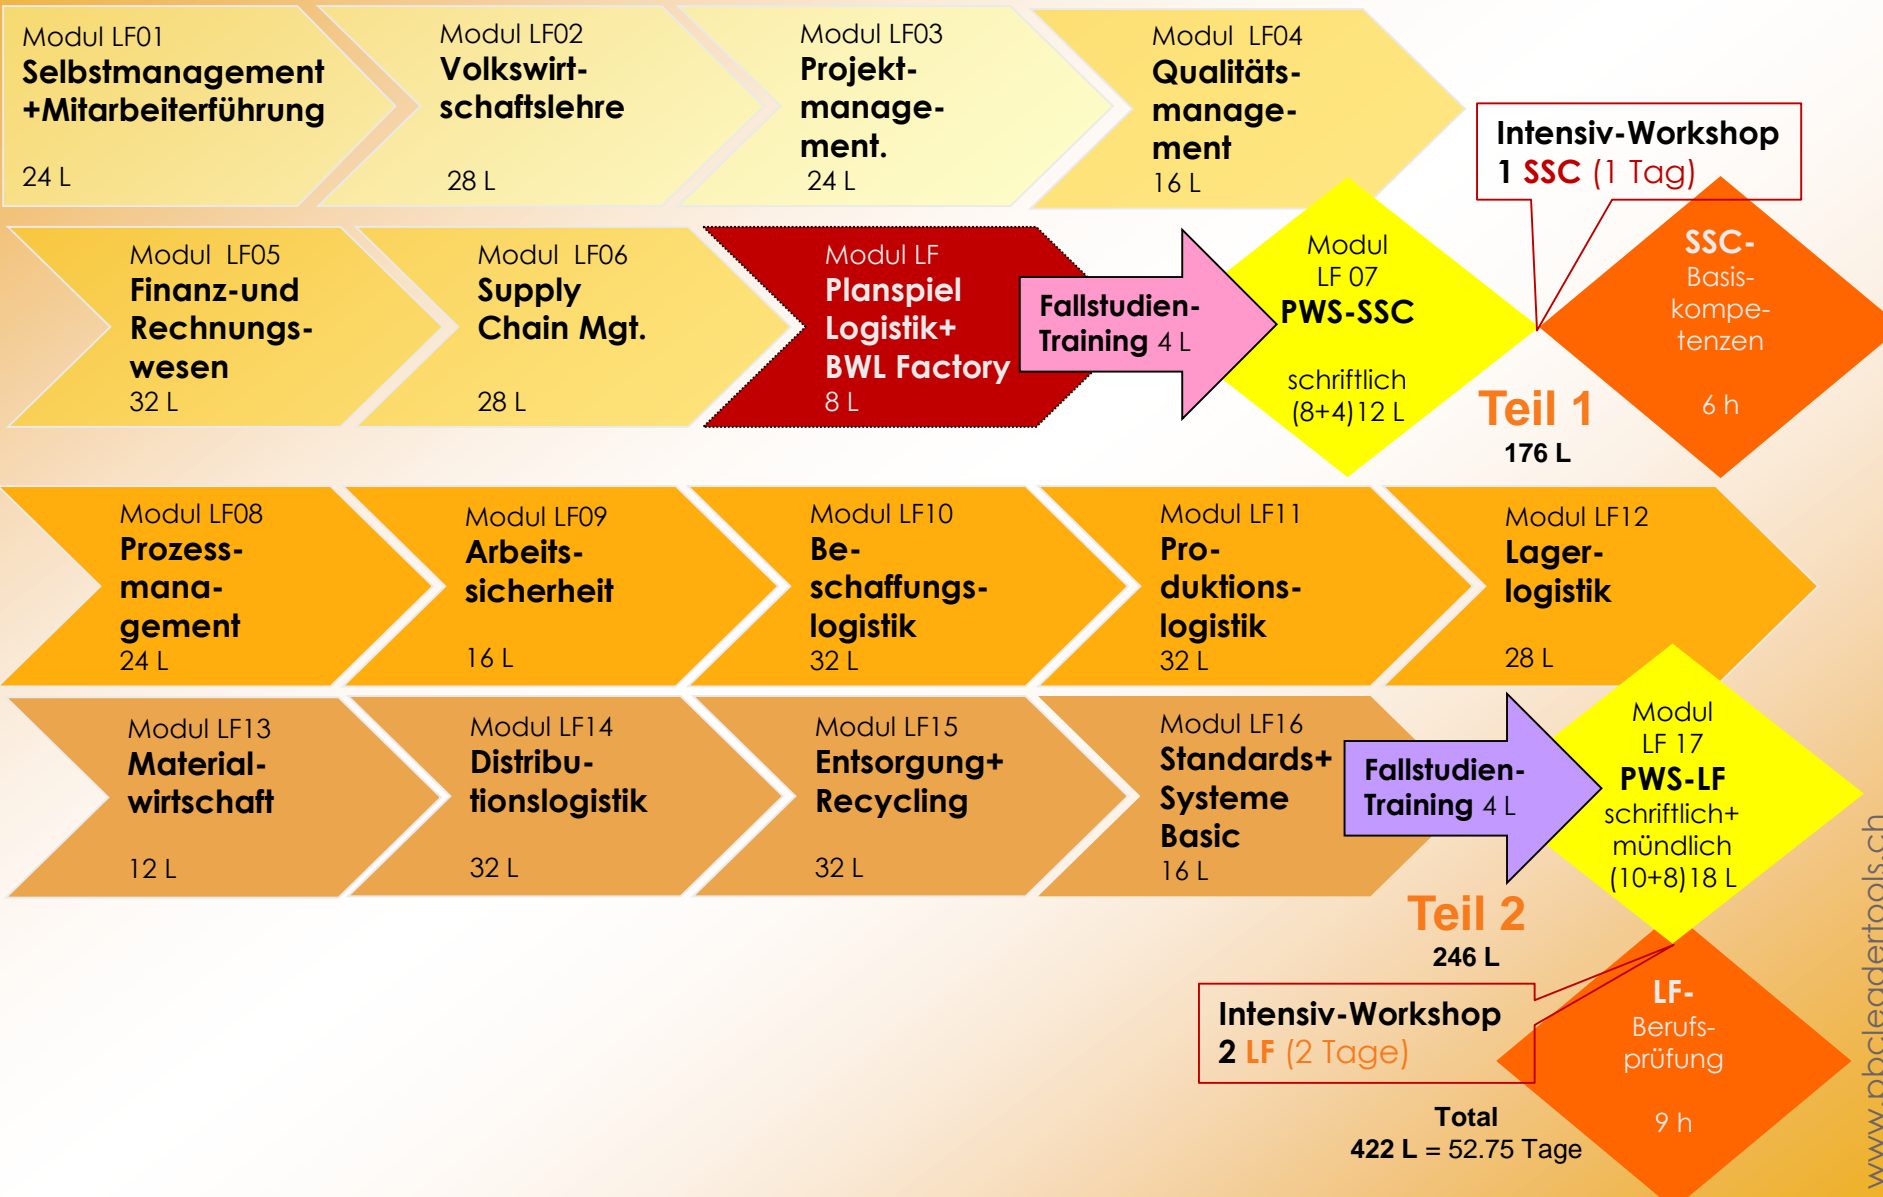 Modul LF01
Selbstmanagement
+Mitarbeiterführung
24 L
Modul LF02
Volkswirt-
schaftslehre
28 L
Modul LF03
Projekt-
manage-
ment.
24 L
Modul LF04
Qualitäts-
manage-
ment
16 L
Intensiv-Workshop
1 SSC (1 Tag)
Modul LF05
Finanz-und
Rechnungs-
wesen
32 L
Modul LF06
Supply
Chain Mgt.
28 L
Modul LF
Planspiel
Logistik+
BWL Factory
8 L
Fallstudien-
Training 4 L
Modul
LF 07
PWS-SSC
schriftlich
(8+4)12 L
SSC-
Basis-
kompe-
tenzen
6 h
Teil 1
176 L
Modul LF08
Prozess-
mana-
gement
24 L
Modul LF09
Arbeits-
sicherheit
16 L
Modul LF10
Be-
schaffungs-
logistik
32 L
Modul LF11
Pro-
duktions-
logistik
32 L
Modul LF12
Lager-
logistik
28 L
Modul LF13
Material-
wirtschaft
12 L
Modul LF14
Distribu-
tionslogistik
32 L
Modul LF15
Entsorgung+
Recycling
32 L
Modul LF16
Standards+
Systeme
Basic
16 L
Fallstudien-
Training 4 L
Modul
LF 17
PWS-LF
schriftlich+
mündlich
(10+8)18 L
Teil 2
246 L
Intensiv-Workshop
2 LF (2 Tage)
LF-
Berufs-
prüfung
9 h
Total
422 L = 52.75 Tage
www.pbcleadertools.ch